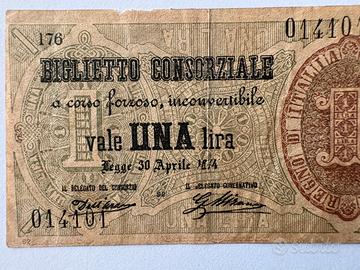 176
01410
BIGLIETTO CONSORZIALE
a corso forzoso, inconvertibile
vale UNA lira
Legge 30 Aprile 1874
IL DELEGATO DEL CONSORZIO
IL DELEGATO GOVERNATIVO
014101
REGNO D'ITALIA
subito